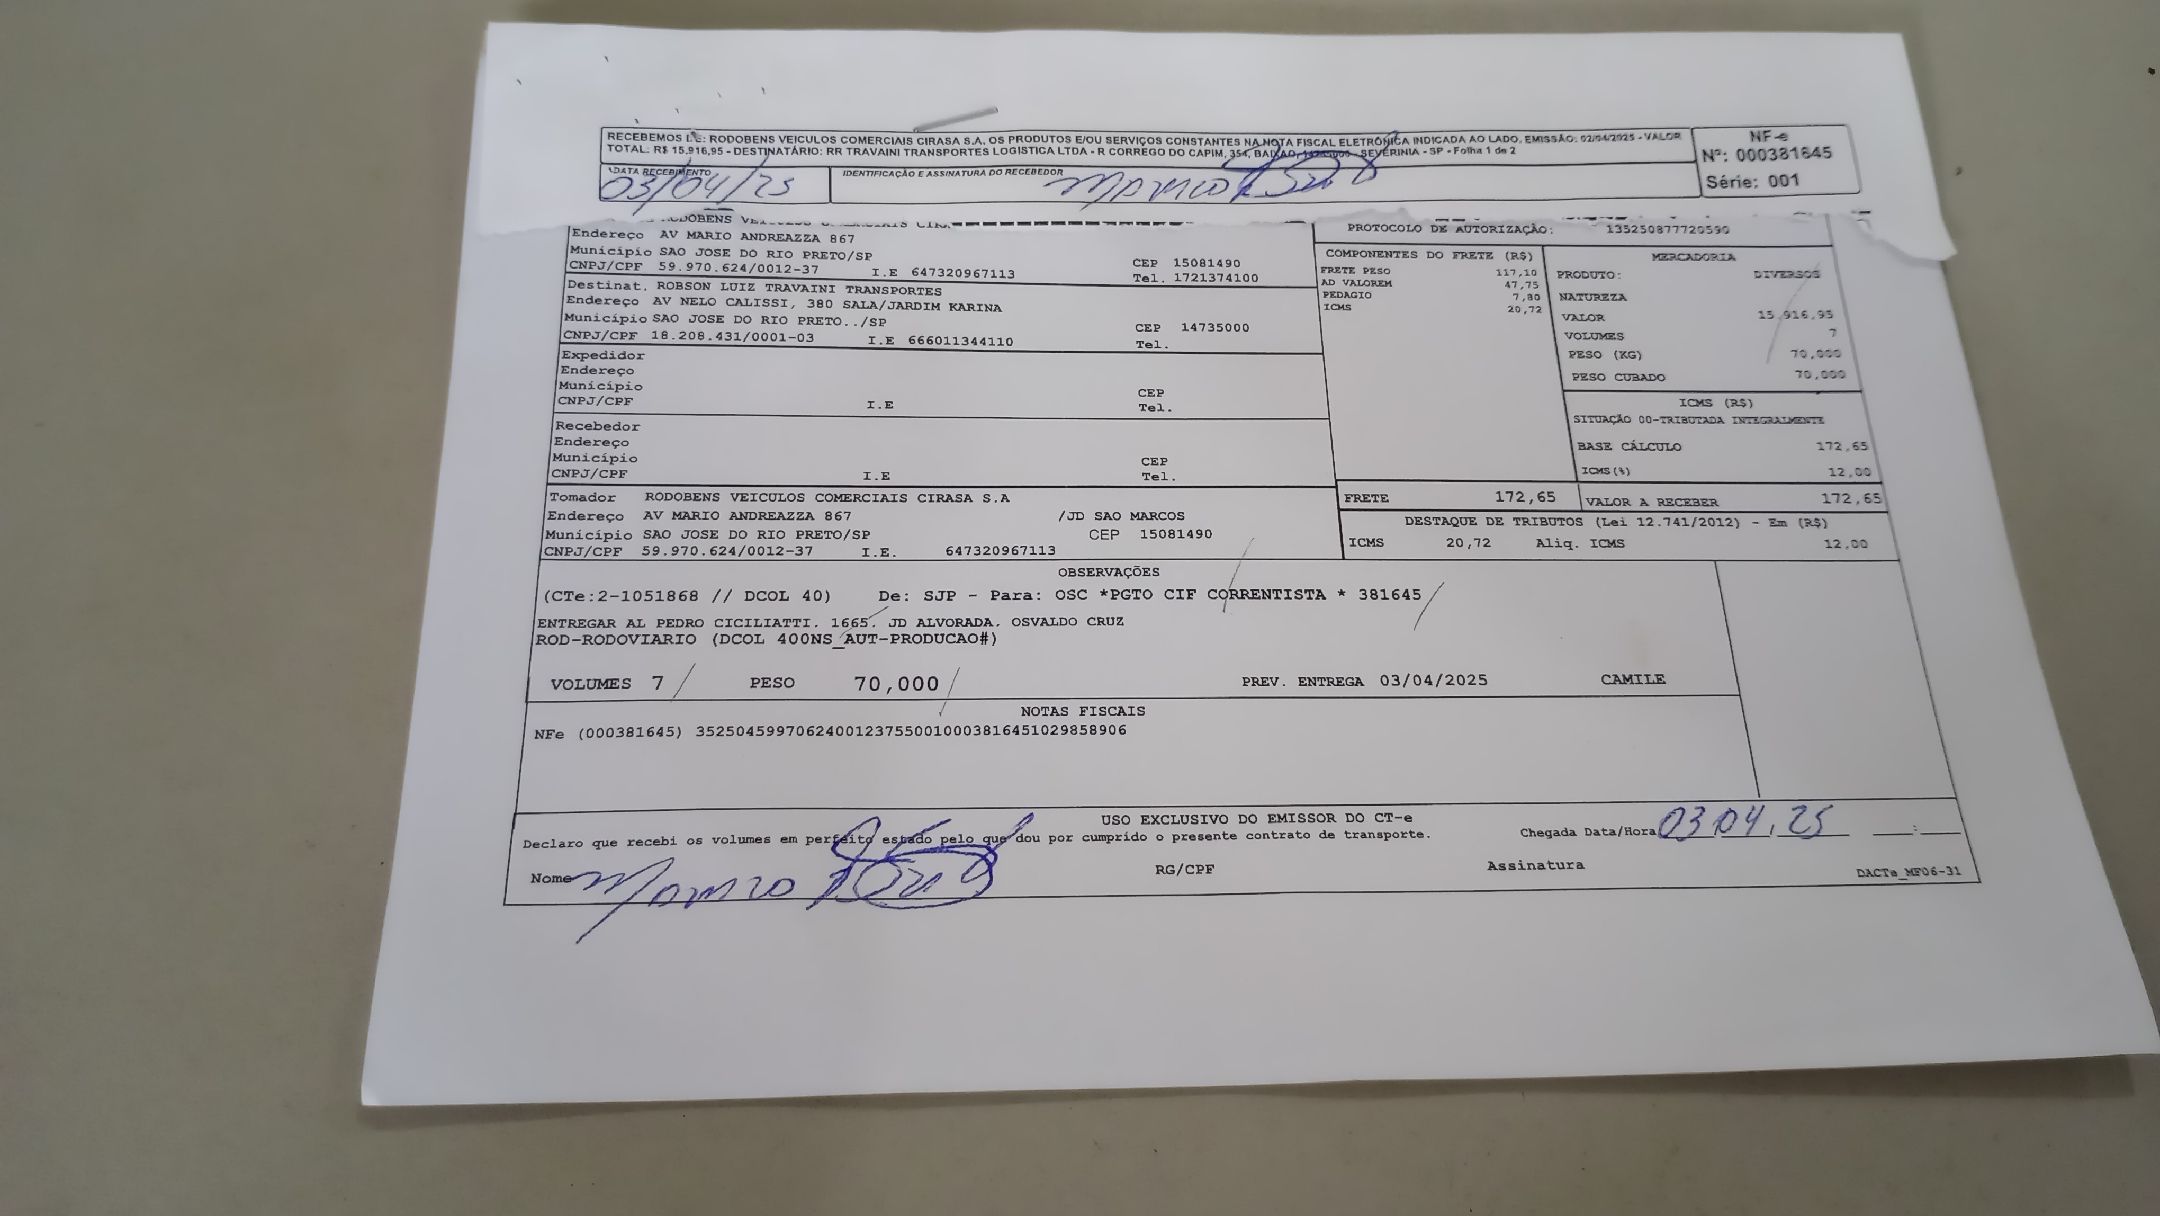 RECEBEMOS DE: RODOBENS VEICULOS COMERCIAIS CIRASA S.A. OS PRODUTOS E/OU SERVIÇOS CONSTANTES NA NOTA FISCAL ELETRÔNICA INDICADA AO LADO. EMISSÃO: 02/04/2025 - VALOR
TOTAL: R$ 15.916,95 - DESTINATÁRIO: RR TRAVAINI TRANSPORTES LOGISTICA LTDA - R CORREGO DO CAPIM, 354, BAIXAO, SEVERINIA - SP - Folha 1 de 2
NF-e
Nº: 000381645
Série: 001
DATA RECEBIMENTO
03/04/25
IDENTIFICAÇÃO E ASSINATURA DO RECEBEDOR
RODOBENS
Endereço AV MARIO ANDREAZZA 867
Município SAO JOSE DO RIO PRETO/SP CEP 15081490
CNPJ/CPF 59.970.624/0012-37 I.E 647320967113 Tel. 1721374100
Destinat. ROBSON LUIZ TRAVAINI TRANSPORTES
Endereço AV NELO CALISSI, 380 SALA/JARDIM KARINA
Município SAO JOSE DO RIO PRETO../SP CEP 14735000
CNPJ/CPF 18.208.431/0001-03 I.E 666011344110 Tel.
Expedidor
Endereço
Município CEP
CNPJ/CPF I.E Tel.
Recebedor
Endereço
Município CEP
CNPJ/CPF I.E Tel.
Tomador RODOBENS VEICULOS COMERCIAIS CIRASA S.A
Endereço AV MARIO ANDREAZZA 867 /JD SAO MARCOS
Município SAO JOSE DO RIO PRETO/SP CEP 15081490
CNPJ/CPF 59.970.624/0012-37 I.E. 647320967113
PROTOCOLO DE AUTORIZAÇÃO: 135250877720590
COMPONENTES DO FRETE (R$)
FRETE PESO 117,10
AD VALOREM 47,75
PEDAGIO 7,80
ICMS 20,72
MERCADORIA
PRODUTO: DIVERSOS
NATUREZA
VALOR 15.916,95
VOLUMES 7
PESO (KG) 70,000
PESO CUBADO 70,000
ICMS (R$)
SITUAÇÃO 00-TRIBUTADA INTEGRALMENTE
BASE CÁLCULO 172,65
ICMS(%) 12,00
FRETE 172,65 VALOR A RECEBER 172,65
DESTAQUE DE TRIBUTOS (Lei 12.741/2012) - Em (R$)
ICMS 20,72 Aliq. ICMS 12,00
OBSERVAÇÕES
(CTe:2-1051868 // DCOL 40) De: SJP - Para: OSC *PGTO CIF CORRENTISTA * 381645
ENTREGAR AL PEDRO CICILIATTI, 1665, JD ALVORADA, OSVALDO CRUZ
ROD-RODOVIARIO (DCOL 400NS_AUT-PRODUCAO#)
VOLUMES 7 PESO 70,000 PREV. ENTREGA 03/04/2025 CAMILE
NOTAS FISCAIS
NFe (000381645) 35250459970624001237550010003816451029858906
USO EXCLUSIVO DO EMISSOR DO CT-e
Declaro que recebi os volumes em perfeito estado pelo que dou por cumprido o presente contrato de transporte. Chegada Data/Hora 03 04, 25 __:__
Nome RG/CPF Assinatura
DACTe_MF06-31